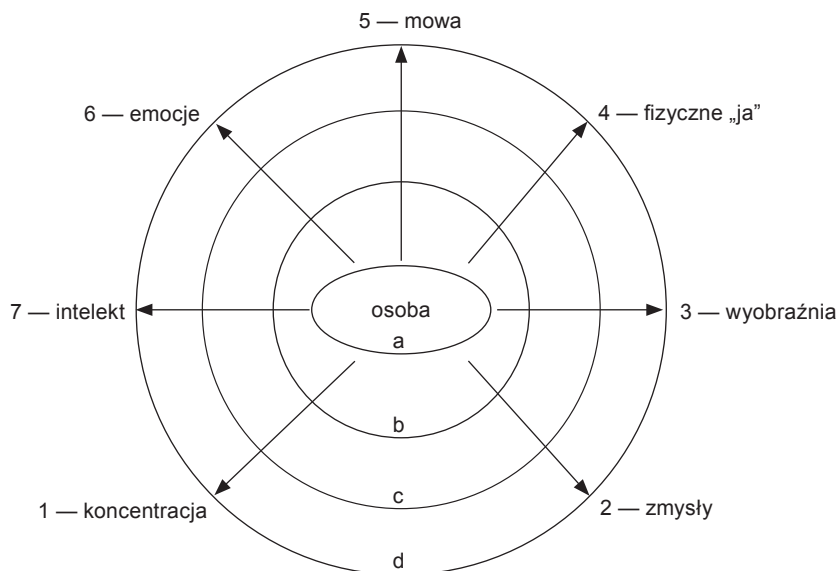 5 — mowa
6 — emocje
4 — fizyczne „ja”
7 — intelekt
osoba
3 — wyobraźnia
a
b
c
1 — koncentracja
2 — zmysły
d